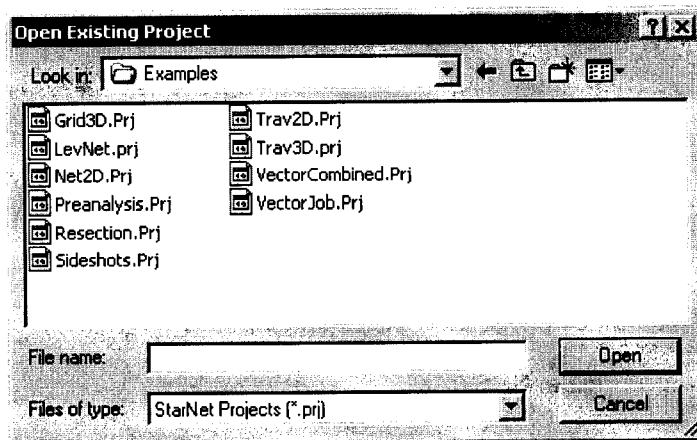 Open Existing Project
Look in: Examples
Grid3D.Prj
LevNet.prj
Net2D.Prj
Preanalysis.Prj
Resection.Prj
Sideshots.Prj
Trav2D.Prj
Trav3D.prj
VectorCombined.Prj
VectorJob.Prj
File name:
Open
Files of type: StarNet Projects (*.prj)
Cancel